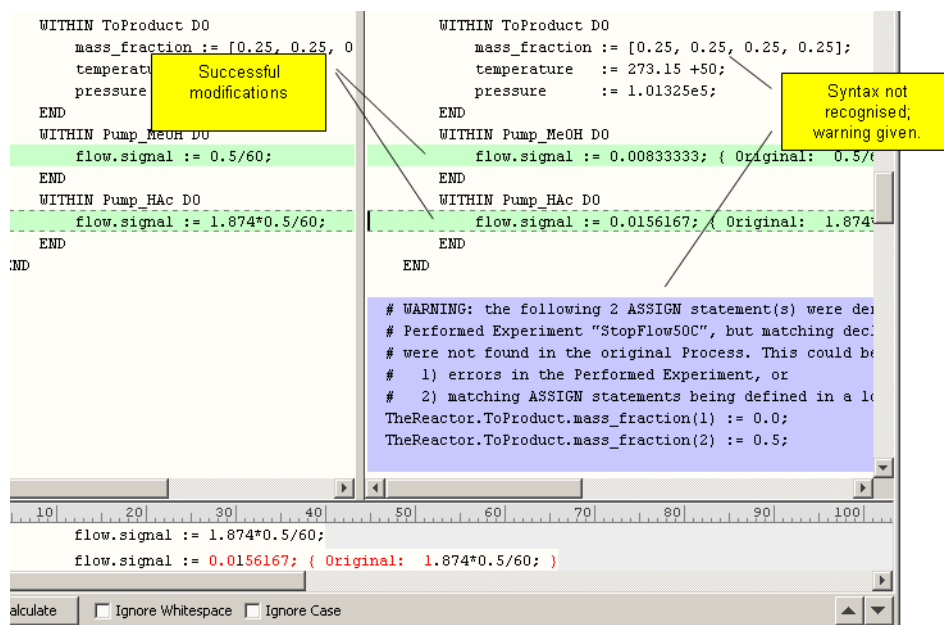 WITHIN ToProduct DO
mass_fraction := [0.25, 0.25, 0
temperatu
pressure
END
WITHIN Pump_MeOH DO
flow.signal := 0.5/60;
END
WITHIN Pump_HAc DO
flow.signal := 1.874*0.5/60;
END
END
Successful
modifications
WITHIN ToProduct DO
mass_fraction := [0.25, 0.25, 0.25, 0.25];
temperature := 273.15 +50;
pressure := 1.01325e5;
END
WITHIN Pump_MeOH DO
flow.signal := 0.00833333; { Original: 0.5/6
END
WITHIN Pump_HAc DO
flow.signal := 0.0156167; { Original: 1.874*
END
END
Syntax not
recognised;
warning given.
# WARNING: the following 2 ASSIGN statement(s) were der
# Performed Experiment "StopFlow50C", but matching decl
# were not found in the original Process. This could be
# 1) errors in the Performed Experiment, or
# 2) matching ASSIGN statements being defined in a lo
TheReactor.ToProduct.mass_fraction(1) := 0.0;
TheReactor.ToProduct.mass_fraction(2) := 0.5;
10 20 30 40 50 60 70 80 90 100
flow.signal := 1.874*0.5/60;
flow.signal := 0.0156167; { Original: 1.874*0.5/60; }
alculate Ignore Whitespace Ignore Case